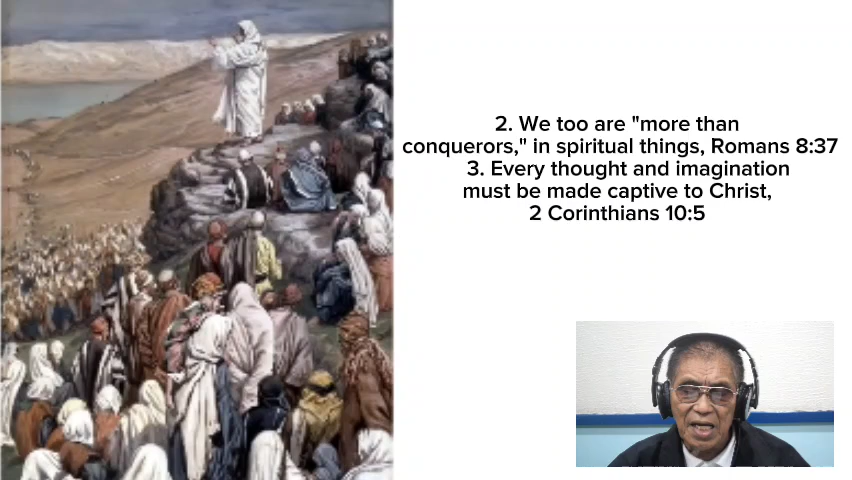 2. We too are "more than
conquerors," in spiritual things, Romans 8:37
3. Every thought and imagination
must be made captive to Christ,
2 Corinthians 10:5